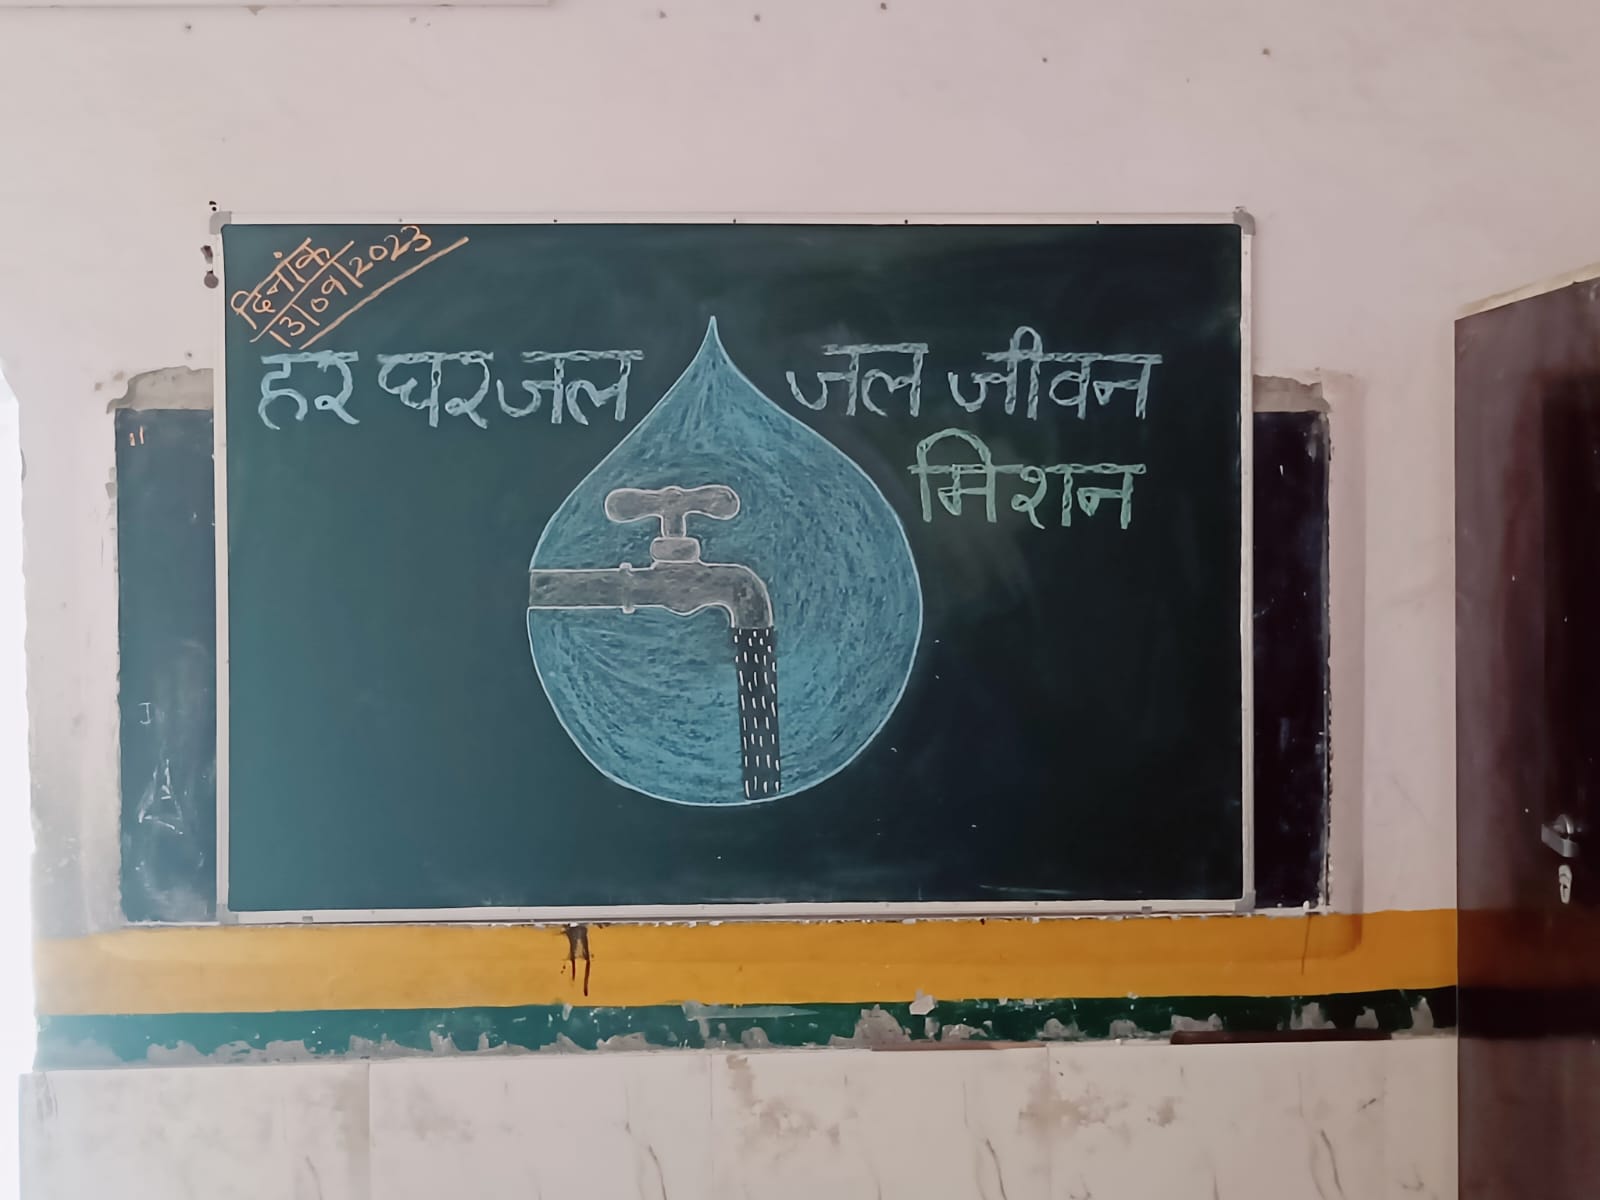 दिनांक
13/09/2023
हर घर जल
जल जीवन
मिशन